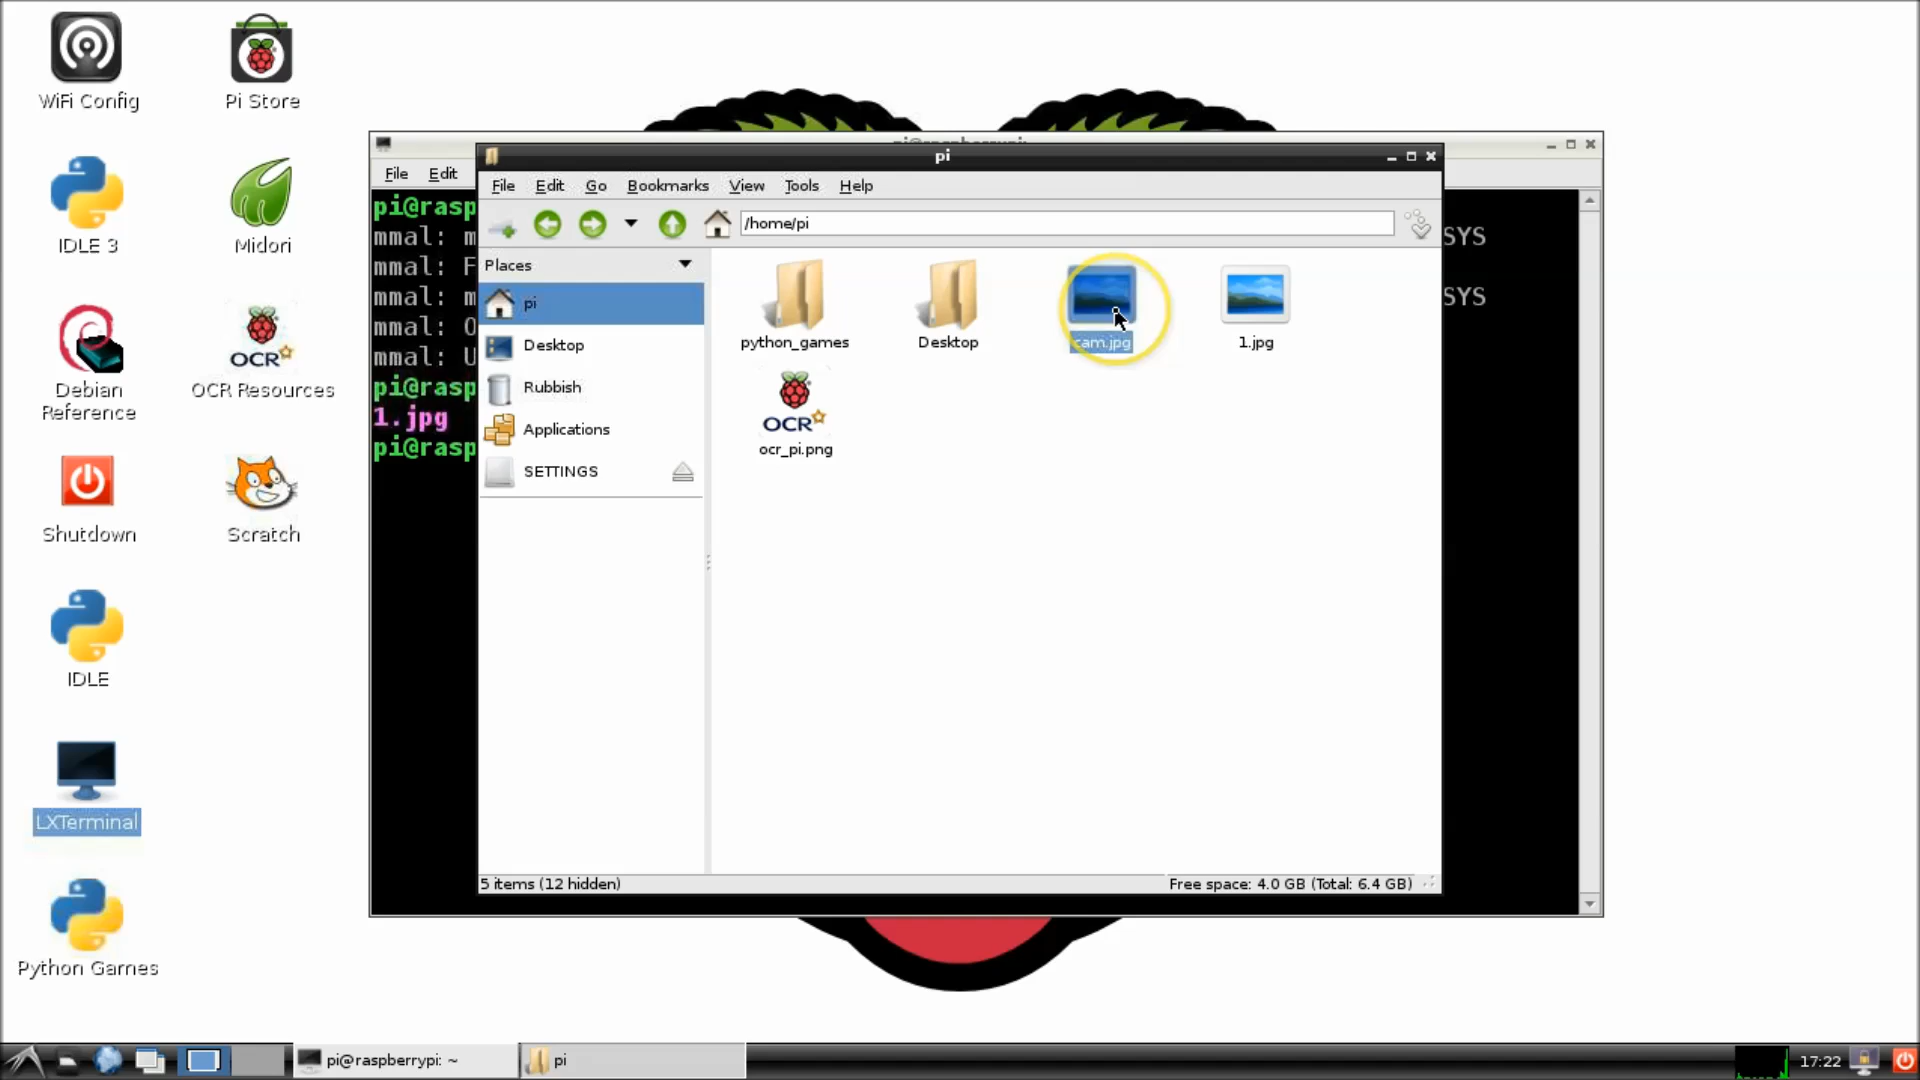 WiFi Config
Pi Store
IDLE 3
Midori
Debian
Reference
OCR
OCR Resources
Shutdown
Scratch
IDLE
LXTerminal
Python Games
File Edit
pi@rasp
mmal: m
mmal: F
mmal: m
mmal: O
mmal: U
pi@rasp
1.jpg
pi@rasp
SYS
SYS
pi
File Edit Go Bookmarks View Tools Help
/home/pi
Places
pi
Desktop
Rubbish
Applications
SETTINGS
python_games
Desktop
cam.jpg
1.jpg
OCR
ocr_pi.png
5 items (12 hidden)
Free space: 4.0 GB (Total: 6.4 GB)
pi@raspberrypi: ~
pi
17:22